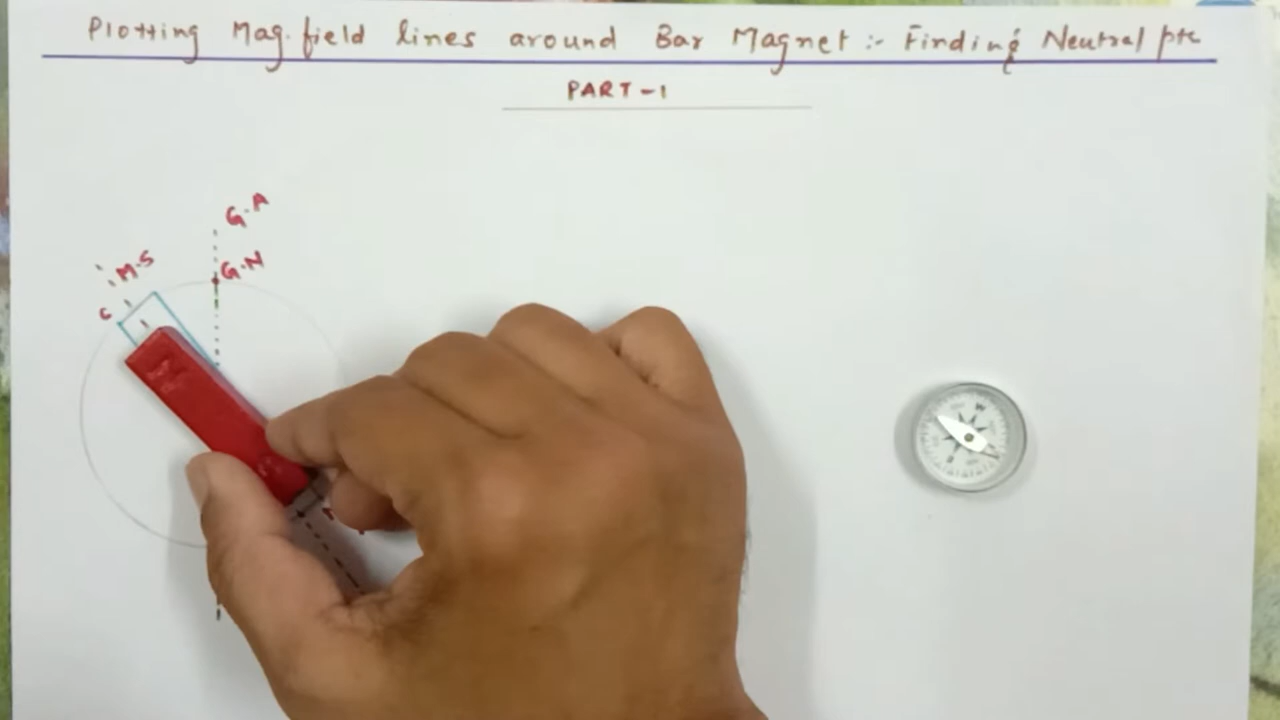 Plotting Mag. field lines around Bar Magnet :- Finding Neutral pts
PART - 1
G.A
G.N
M.S